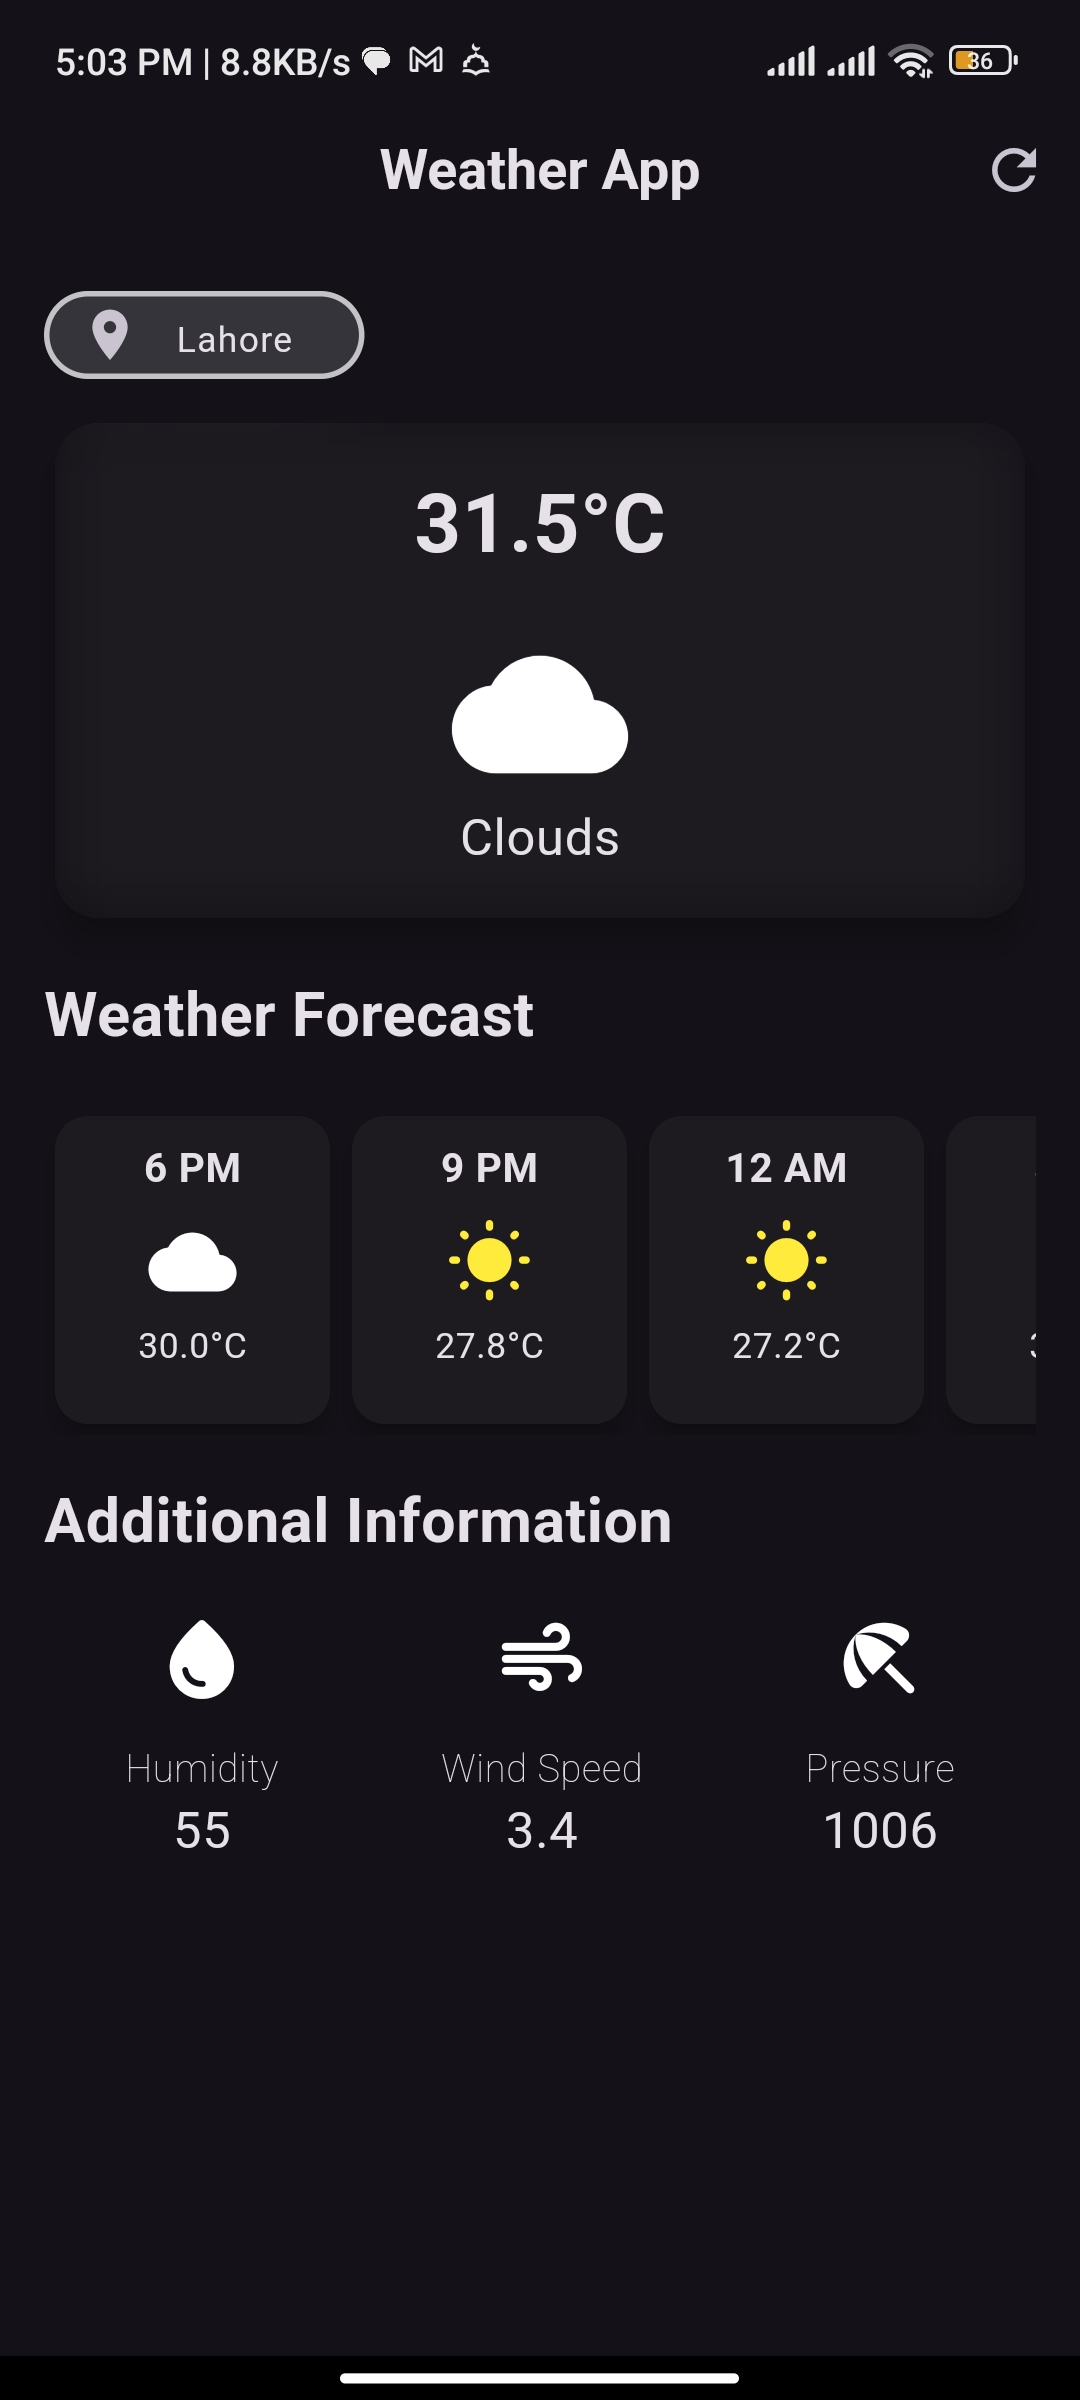 5:03 PM | 8.8KB/s 36
Weather App
Lahore
31.5°C
Clouds
Weather Forecast
6 PM 9 PM 12 AM
30.0°C 27.8°C 27.2°C
Additional Information
Humidity Wind Speed Pressure
55 3.4 1006